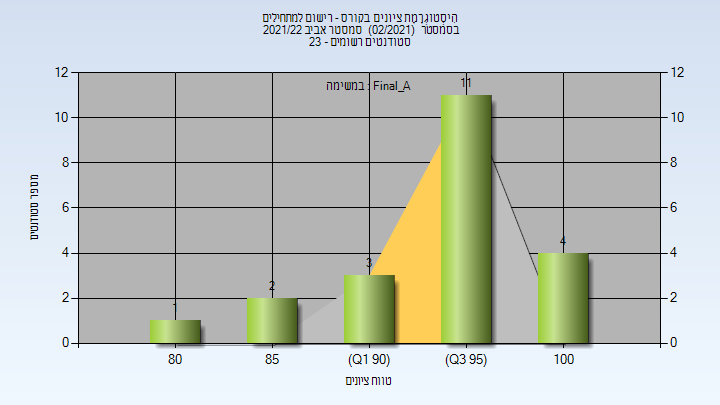 היסטוגרמת ציונים בקורס - רישום למתחילים
בסמסטר (02/2021) סמסטר אביב 2021/22
סטודנטים רשומים - 23
במשימה : Final_A
12 12
10 10
8 8
6 6
4 4
2 2
0 0
מספר סטודנטים
1 2 3 11 4
80 85 (Q1 90) (Q3 95) 100
טווח ציונים